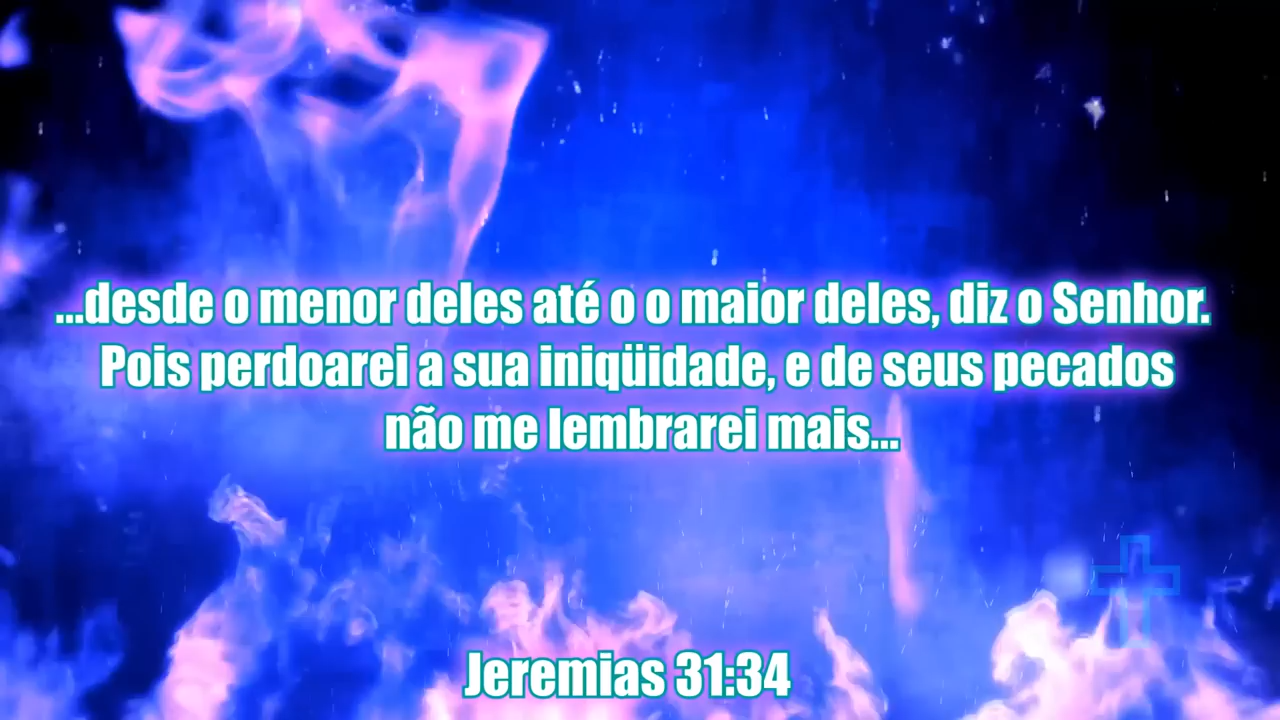 ...desde o menor deles até o o maior deles, diz o Senhor.
Pois perdoarei a sua iniqüidade, e de seus pecados
não me lembrarei mais...
Jeremias 31:34